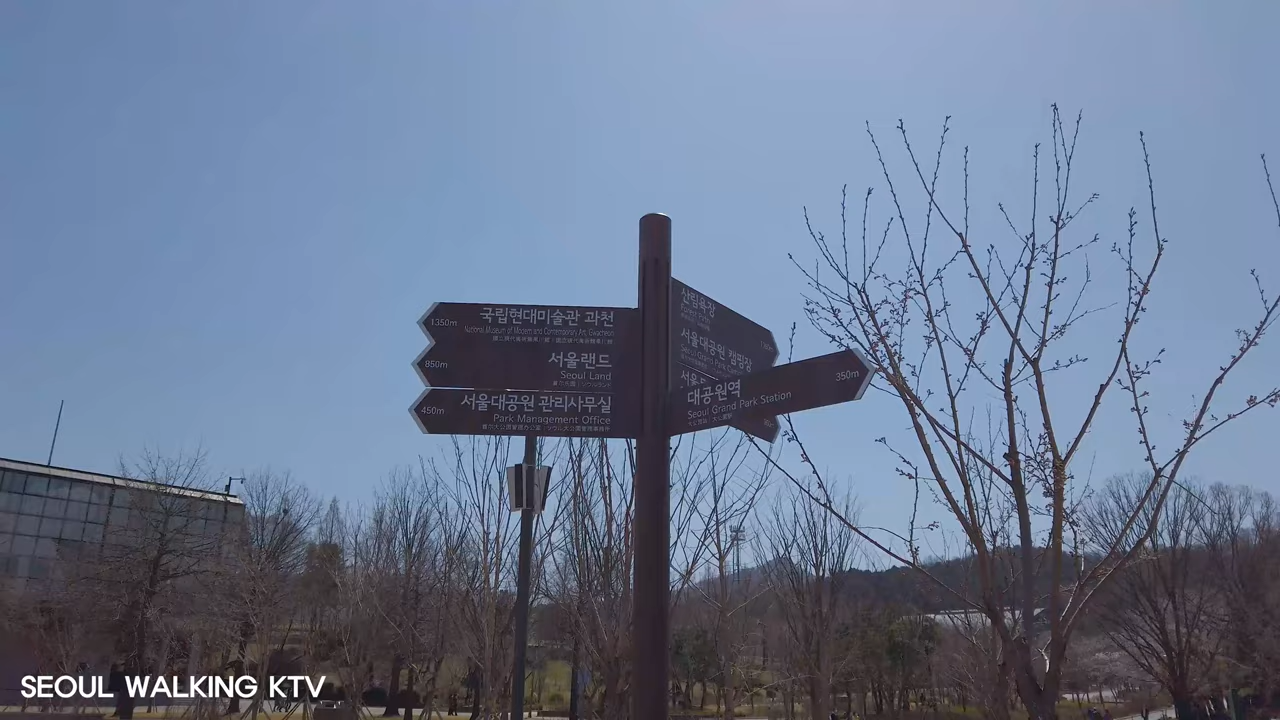 1350m
국립현대미술관 과천
National Museum of Modern and Contemporary Art, Gwacheon
850m
서울랜드
Seoul Land
450m
서울대공원 관리사무실
Park Management Office
산림욕장
서울대공원 캠핑장
350m
대공원역
Seoul Grand Park Station
SEOUL WALKING KTV